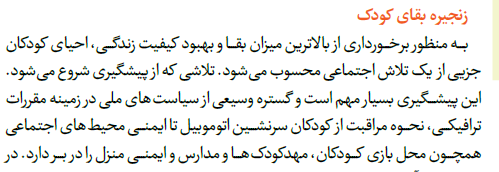 زنجیره بقای کودک
به منظور برخورداری از بالاترین میزان بقا و بهبود کیفیت زندگی، احیای کودکان
جزیی از یک تلاش اجتماعی محسوب می‌شود. تلاشی که از پیشگیری شروع می‌شود.
این پیشگیری بسیار مهم است و گستره وسیعی از سیاست‌های ملی در زمینه مقررات
ترافیکی، نحوه مراقبت از کودکان سرنشین اتوموبیل تا ایمنی محیط‌های اجتماعی
همچون محل بازی کودکان، مهدکودک‌ها و مدارس و ایمنی منزل را در بر دارد. در